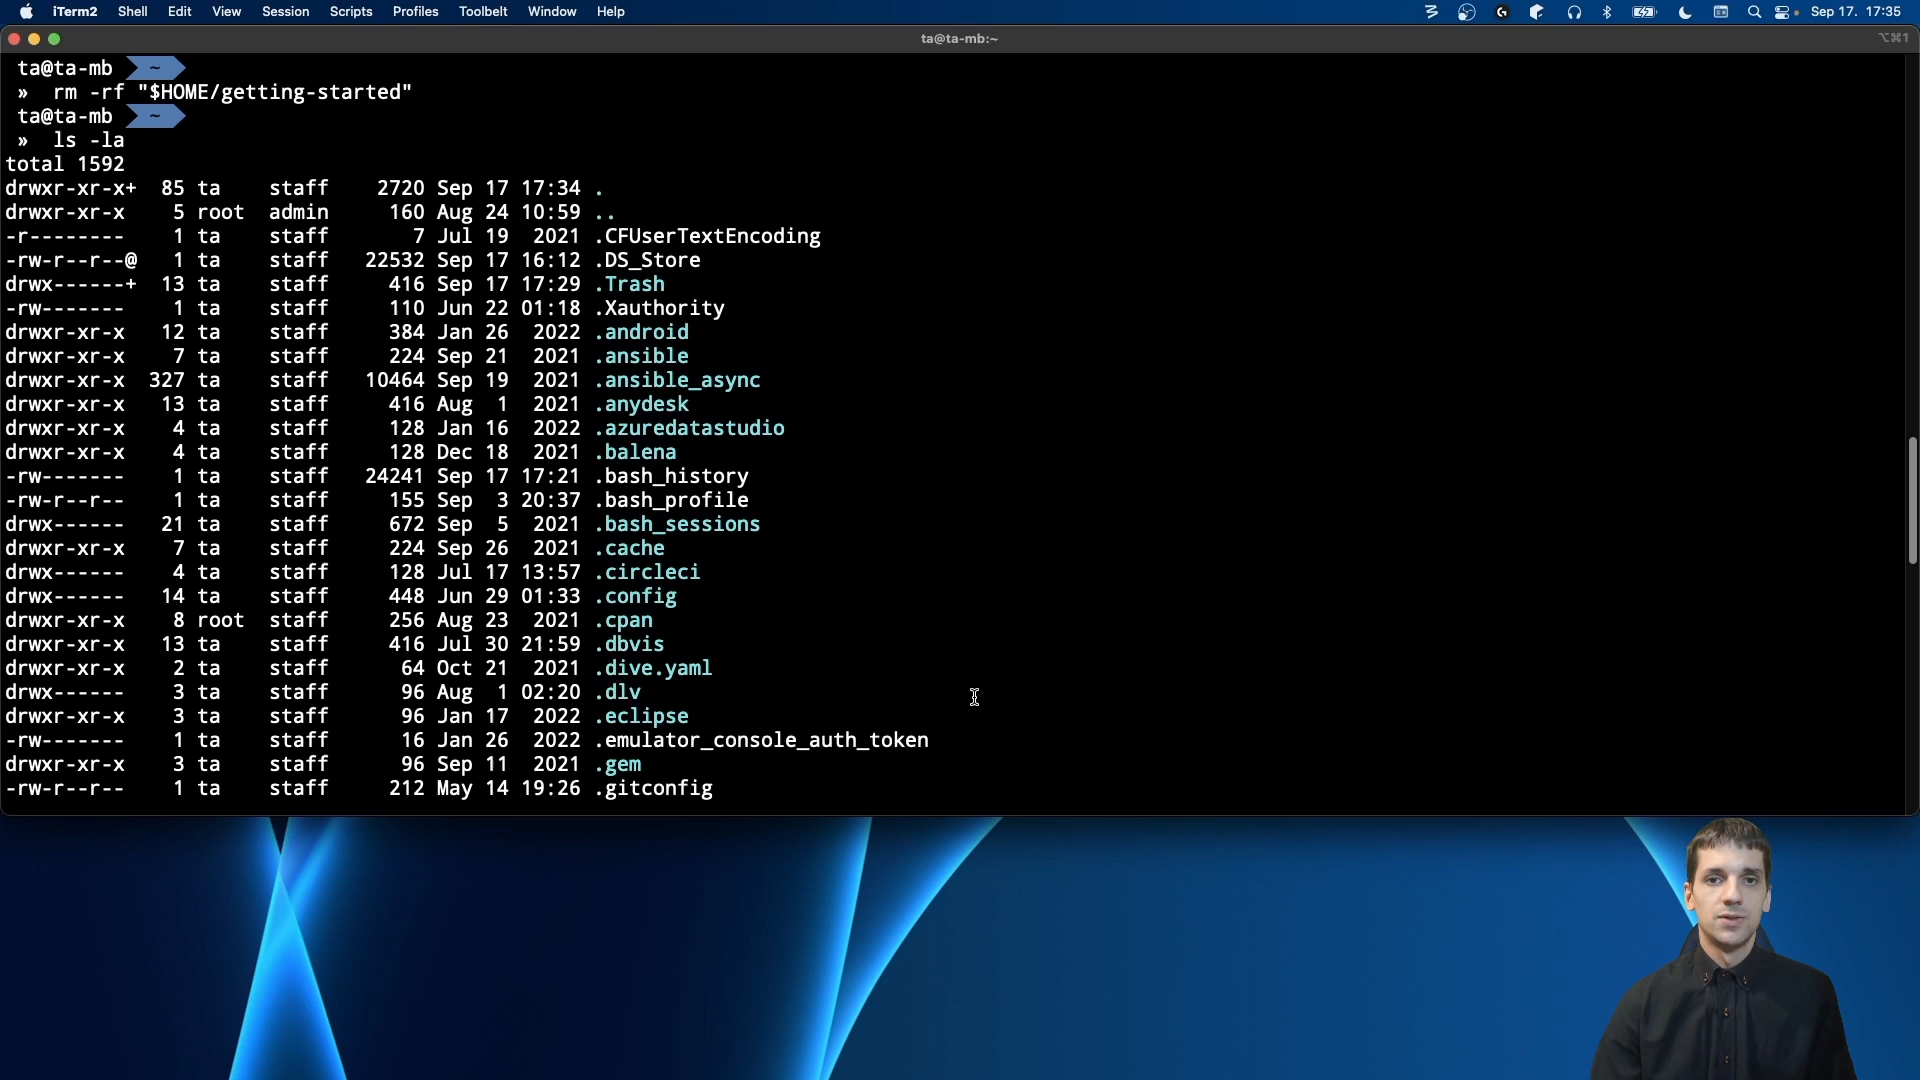 iTerm2 Shell Edit View Session Scripts Profiles Toolbelt Window Help Sep 17. 17:35
ta@ta-mb:~ ⌥⌘1
ta@ta-mb ~
» rm -rf "$HOME/getting-started"
ta@ta-mb ~
» ls -la
total 1592
drwxr-xr-x+ 85 ta staff 2720 Sep 17 17:34 .
drwxr-xr-x 5 root admin 160 Aug 24 10:59 ..
-r-------- 1 ta staff 7 Jul 19 2021 .CFUserTextEncoding
-rw-r--r--@ 1 ta staff 22532 Sep 17 16:12 .DS_Store
drwx------+ 13 ta staff 416 Sep 17 17:29 .Trash
-rw------- 1 ta staff 110 Jun 22 01:18 .Xauthority
drwxr-xr-x 12 ta staff 384 Jan 26 2022 .android
drwxr-xr-x 7 ta staff 224 Sep 21 2021 .ansible
drwxr-xr-x 327 ta staff 10464 Sep 19 2021 .ansible_async
drwxr-xr-x 13 ta staff 416 Aug 1 2021 .anydesk
drwxr-xr-x 4 ta staff 128 Jan 16 2022 .azuredatastudio
drwxr-xr-x 4 ta staff 128 Dec 18 2021 .balena
-rw------- 1 ta staff 24241 Sep 17 17:21 .bash_history
-rw-r--r-- 1 ta staff 155 Sep 3 20:37 .bash_profile
drwx------ 21 ta staff 672 Sep 5 2021 .bash_sessions
drwxr-xr-x 7 ta staff 224 Sep 26 2021 .cache
drwx------ 4 ta staff 128 Jul 17 13:57 .circleci
drwx------ 14 ta staff 448 Jun 29 01:33 .config
drwxr-xr-x 8 root staff 256 Aug 23 2021 .cpan
drwxr-xr-x 13 ta staff 416 Jul 30 21:59 .dbvis
drwxr-xr-x 2 ta staff 64 Oct 21 2021 .dive.yaml
drwx------ 3 ta staff 96 Aug 1 02:20 .dlv
drwxr-xr-x 3 ta staff 96 Jan 17 2022 .eclipse
-rw------- 1 ta staff 16 Jan 26 2022 .emulator_console_auth_token
drwxr-xr-x 3 ta staff 96 Sep 11 2021 .gem
-rw-r--r-- 1 ta staff 212 May 14 19:26 .gitconfig